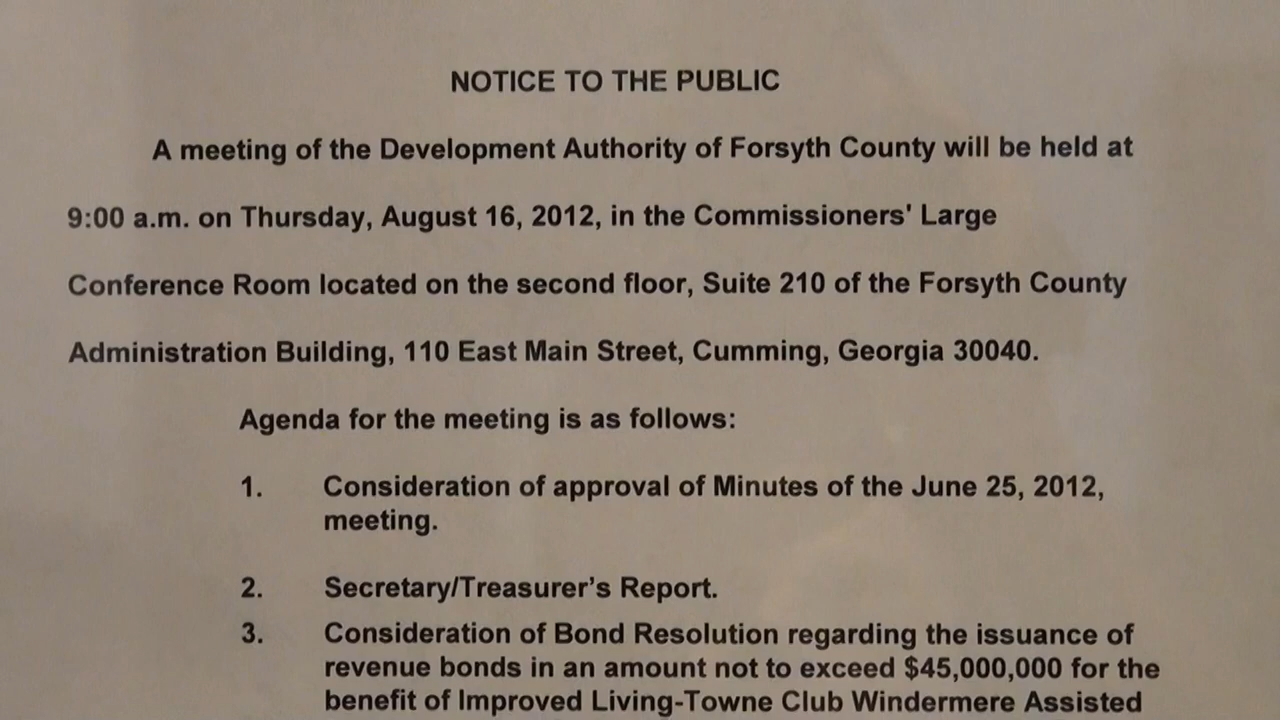 NOTICE TO THE PUBLIC
A meeting of the Development Authority of Forsyth County will be held at
9:00 a.m. on Thursday, August 16, 2012, in the Commissioners' Large
Conference Room located on the second floor, Suite 210 of the Forsyth County
Administration Building, 110 East Main Street, Cumming, Georgia 30040.
Agenda for the meeting is as follows:
1. Consideration of approval of Minutes of the June 25, 2012,
meeting.
2. Secretary/Treasurer’s Report.
3. Consideration of Bond Resolution regarding the issuance of
revenue bonds in an amount not to exceed $45,000,000 for the
benefit of Improved Living-Towne Club Windermere Assisted